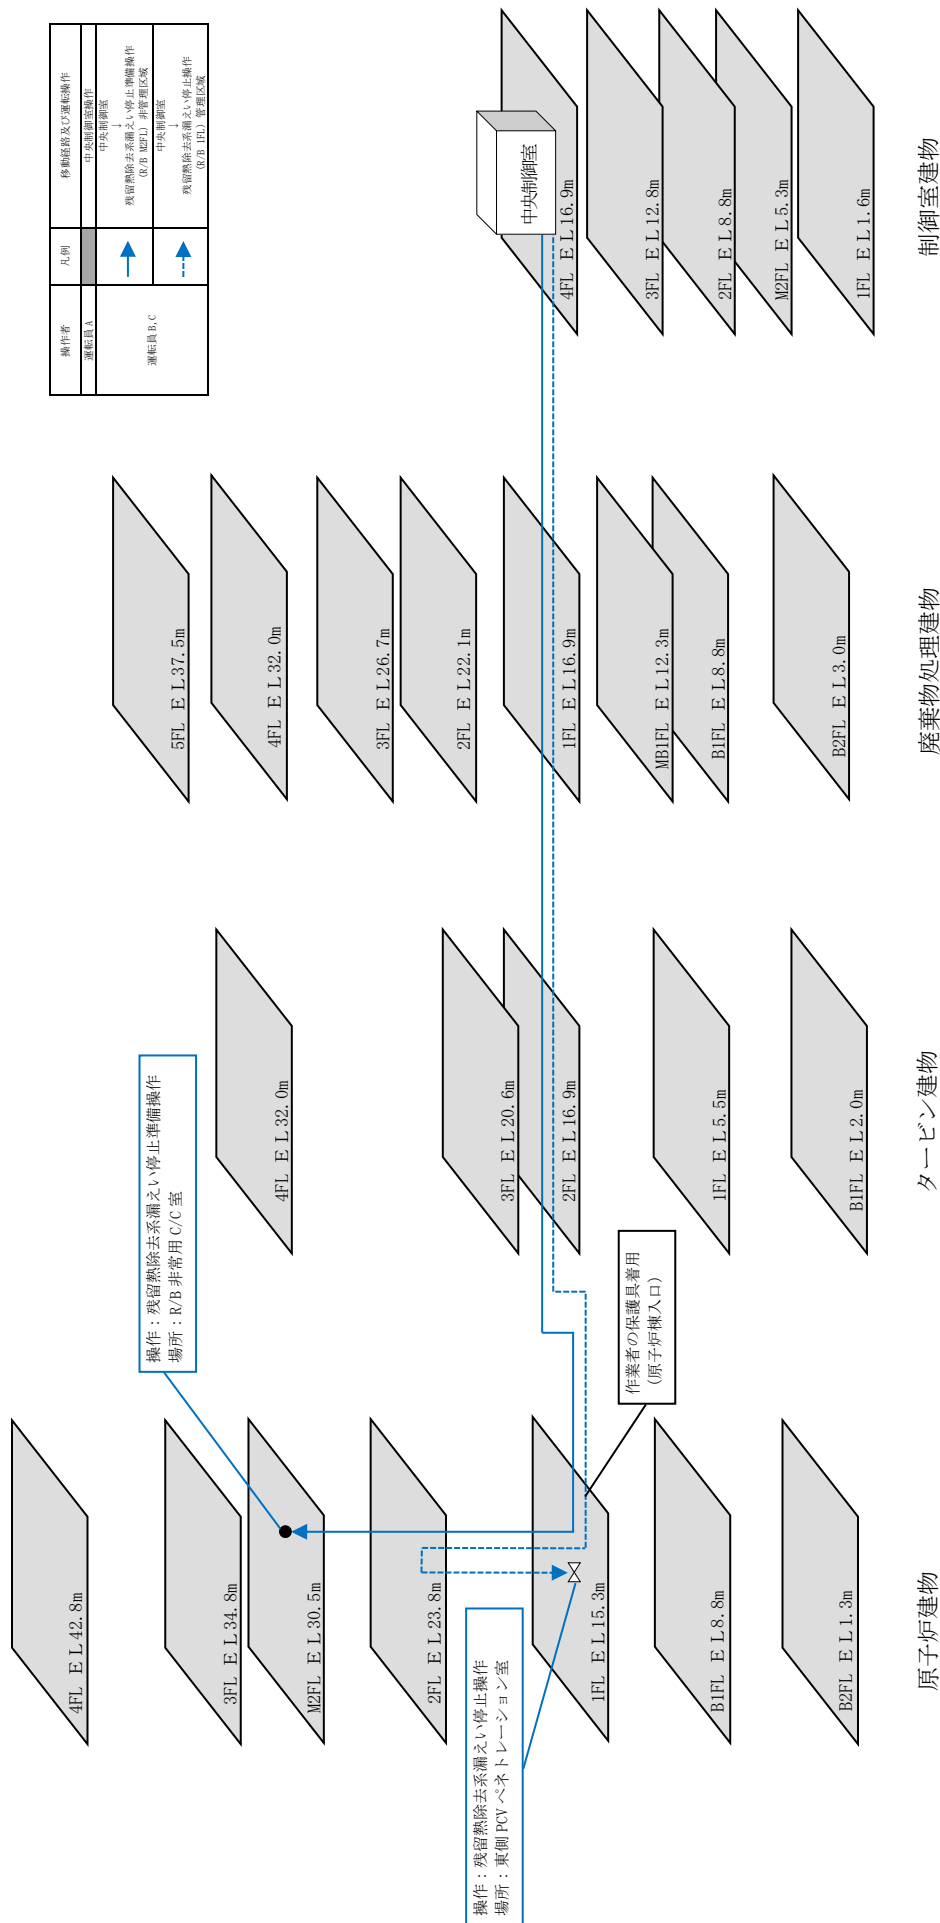 操作者
凡例
移動経路及び運転操作
運転員 A
中央制御室操作
運転員 B,C
中央制御室
↓
残留熱除去系漏えい停止準備操作
(R/B M2FL) 非管理区域
中央制御室
↓
残留熱除去系漏えい停止操作
(R/B 1FL) 管理区域
操作：残留熱除去系漏えい停止準備操作
場所：R/B 非常用 C/C 室
操作：残留熱除去系漏えい停止操作
場所：東側 PCV ペネトレーション室
作業者の保護具着用
(原子炉棟入口)
4FL ＥＬ42.8m
3FL ＥＬ34.8m
M2FL ＥＬ30.5m
2FL ＥＬ23.8m
1FL ＥＬ15.3m
B1FL ＥＬ8.8m
B2FL ＥＬ1.3m
原子炉建物
4FL ＥＬ32.0m
3FL ＥＬ20.6m
2FL ＥＬ16.9m
1FL ＥＬ5.5m
B1FL ＥＬ2.0m
タービン建物
5FL ＥＬ37.5m
4FL ＥＬ32.0m
3FL ＥＬ26.7m
2FL ＥＬ22.1m
1FL ＥＬ16.9m
MB1FL ＥＬ12.3m
B1FL ＥＬ8.8m
B2FL ＥＬ3.0m
廃棄物処理建物
中央制御室
4FL ＥＬ16.9m
3FL ＥＬ12.8m
2FL ＥＬ8.8m
M2FL ＥＬ5.3m
1FL ＥＬ1.6m
制御室建物